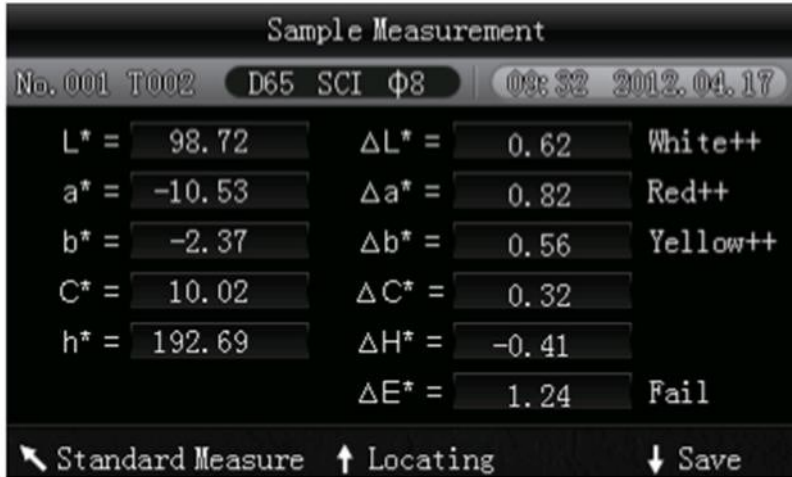 Sample Measurement
No. 001 T002 D65 SCI Φ8 09:32 2012.04.17
L* = 98.72 ΔL* = 0.62 White++
a* = -10.53 Δa* = 0.82 Red++
b* = -2.37 Δb* = 0.56 Yellow++
C* = 10.02 ΔC* = 0.32
h* = 192.69 ΔH* = -0.41
ΔE* = 1.24 Fail
Standard Measure Locating Save